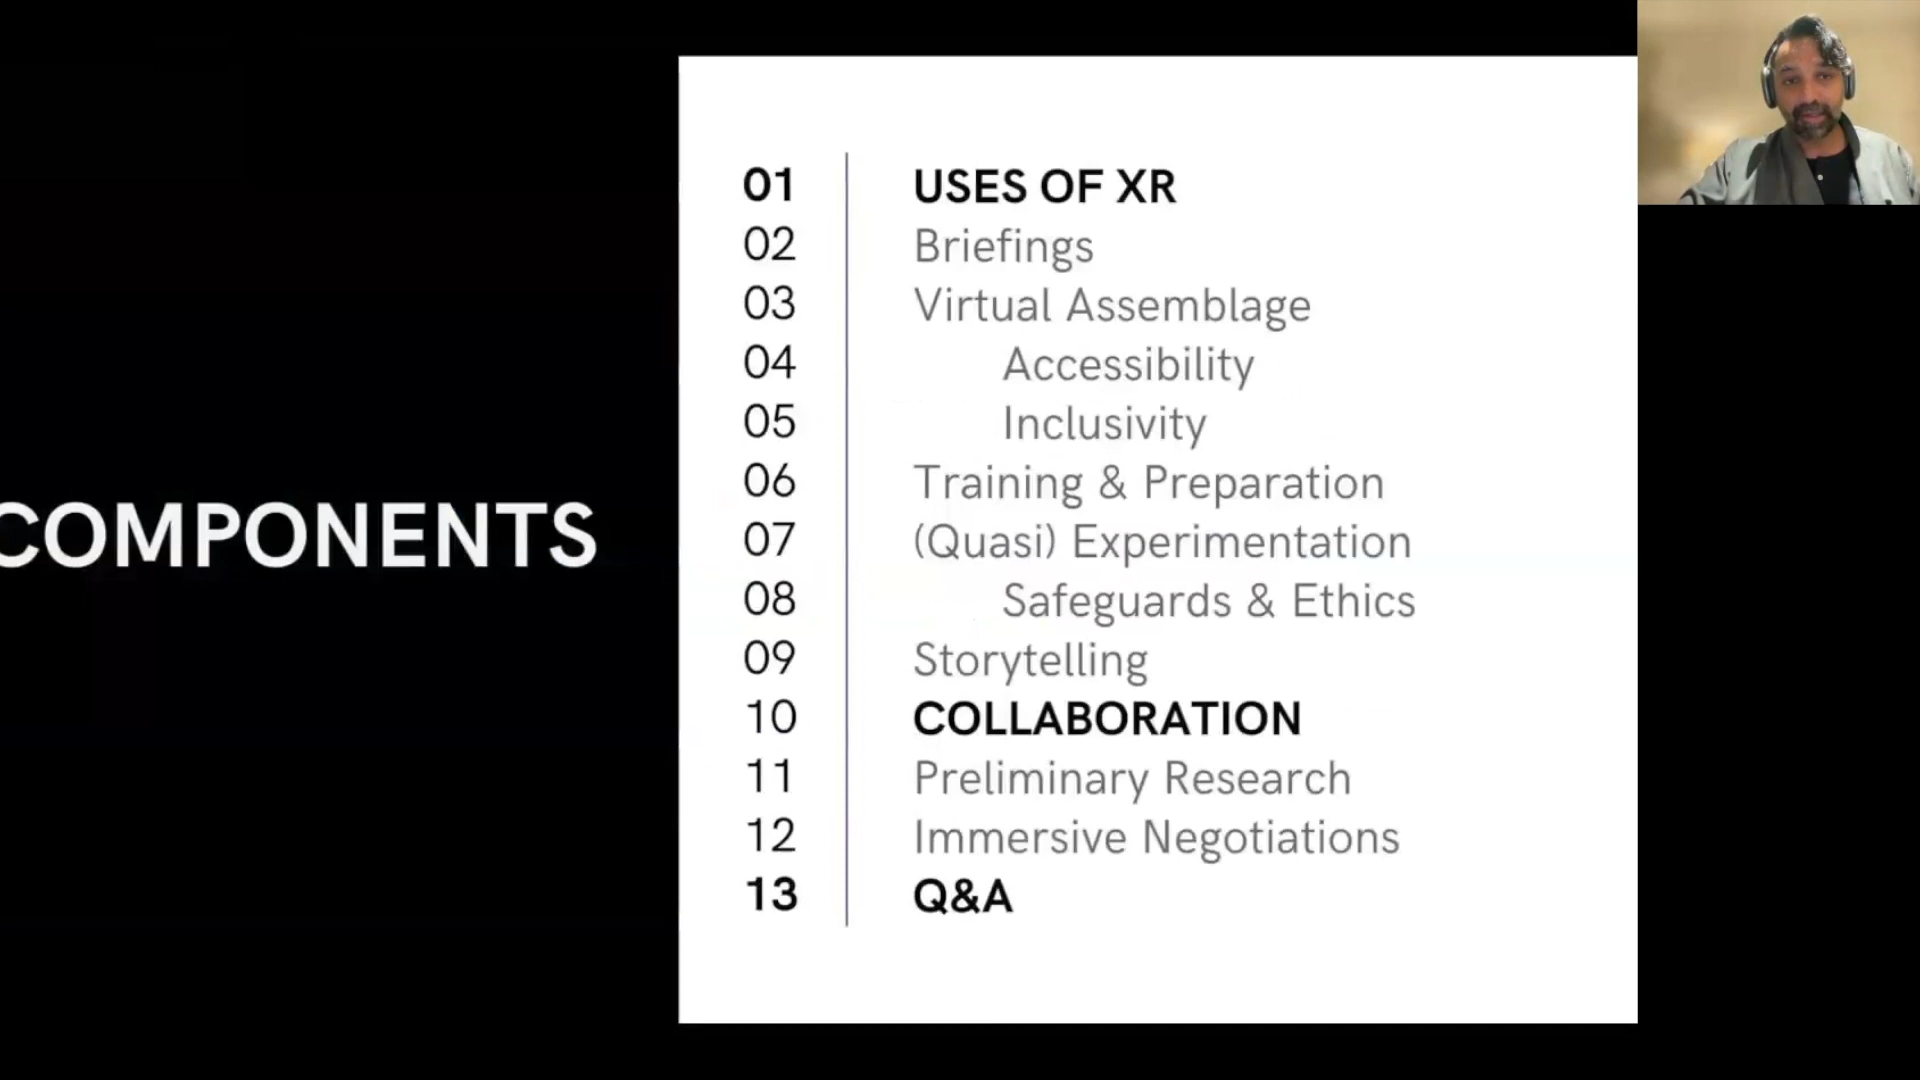 COMPONENTS
01 USES OF XR
02 Briefings
03 Virtual Assemblage
04 Accessibility
05 Inclusivity
06 Training & Preparation
07 (Quasi) Experimentation
08 Safeguards & Ethics
09 Storytelling
10 COLLABORATION
11 Preliminary Research
12 Immersive Negotiations
13 Q&A